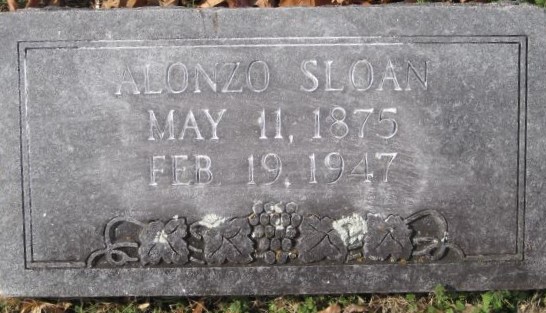 ALONZO SLOAN
MAY 11, 1875
FEB. 19, 1947